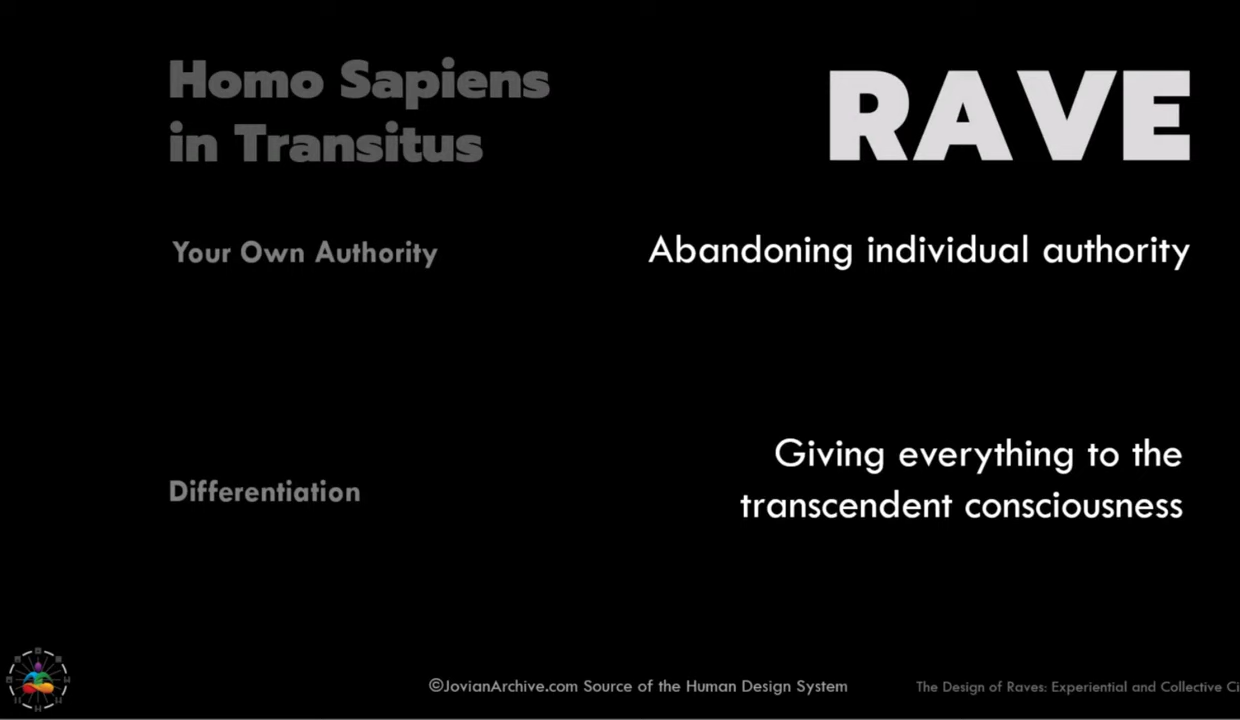 Homo Sapiens
in Transitus
RAVE
Your Own Authority
Abandoning individual authority
Differentiation
Giving everything to the
transcendent consciousness
©JovianArchive.com Source of the Human Design System
The Design of Raves: Experiential and Collective Ci